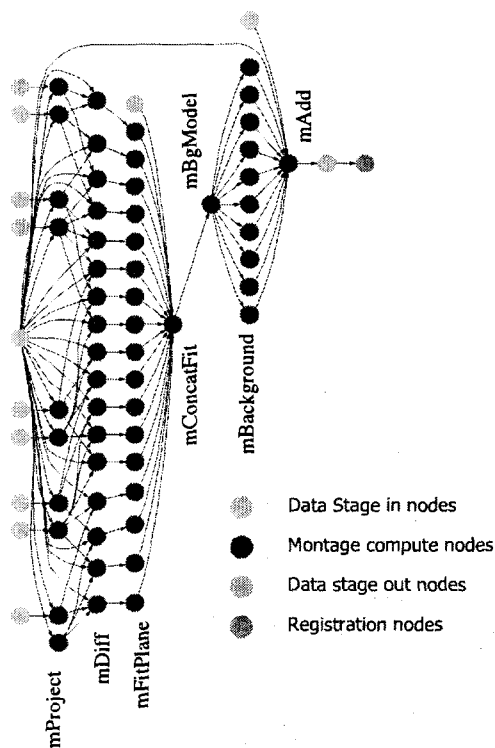 mProject
mDiff
mFitPlane
mConcatFit
mBgModel
mBackground
mAdd
Data Stage in nodes
Montage compute nodes
Data stage out nodes
Registration nodes